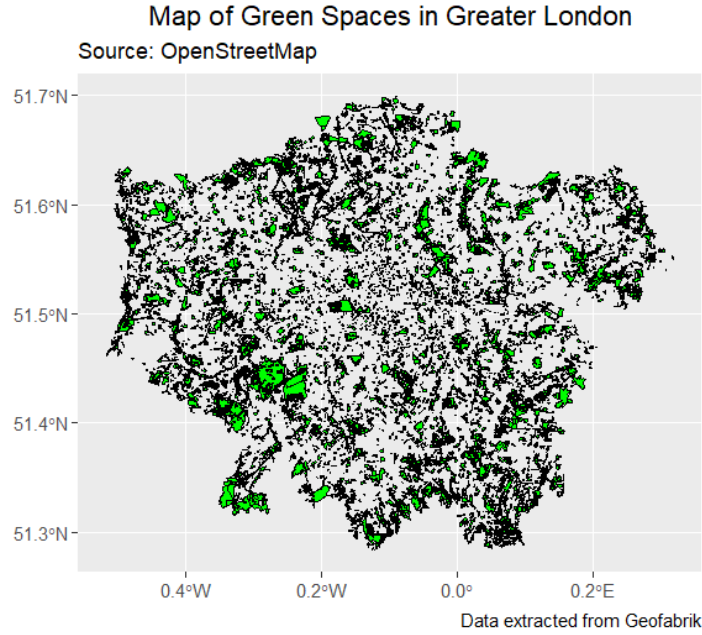 Map of Green Spaces in Greater London
Source: OpenStreetMap
51.7°N
51.6°N
51.5°N
51.4°N
51.3°N
0.4°W
0.2°W
0.0°
0.2°E
Data extracted from Geofabrik